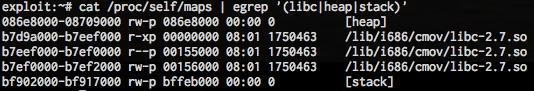 exploit:~# cat /proc/self/maps | egrep '(libc|heap|stack)'
086e8000-08709000 rw-p 086e8000 00:00 0 [heap]
b7d9a000-b7eef000 r-xp 00000000 08:01 1750463 /lib/i686/cmov/libc-2.7.so
b7eef000-b7ef0000 r--p 00155000 08:01 1750463 /lib/i686/cmov/libc-2.7.so
b7ef0000-b7ef2000 rw-p 00156000 08:01 1750463 /lib/i686/cmov/libc-2.7.so
bf902000-bf917000 rw-p bffeb000 00:00 0 [stack]